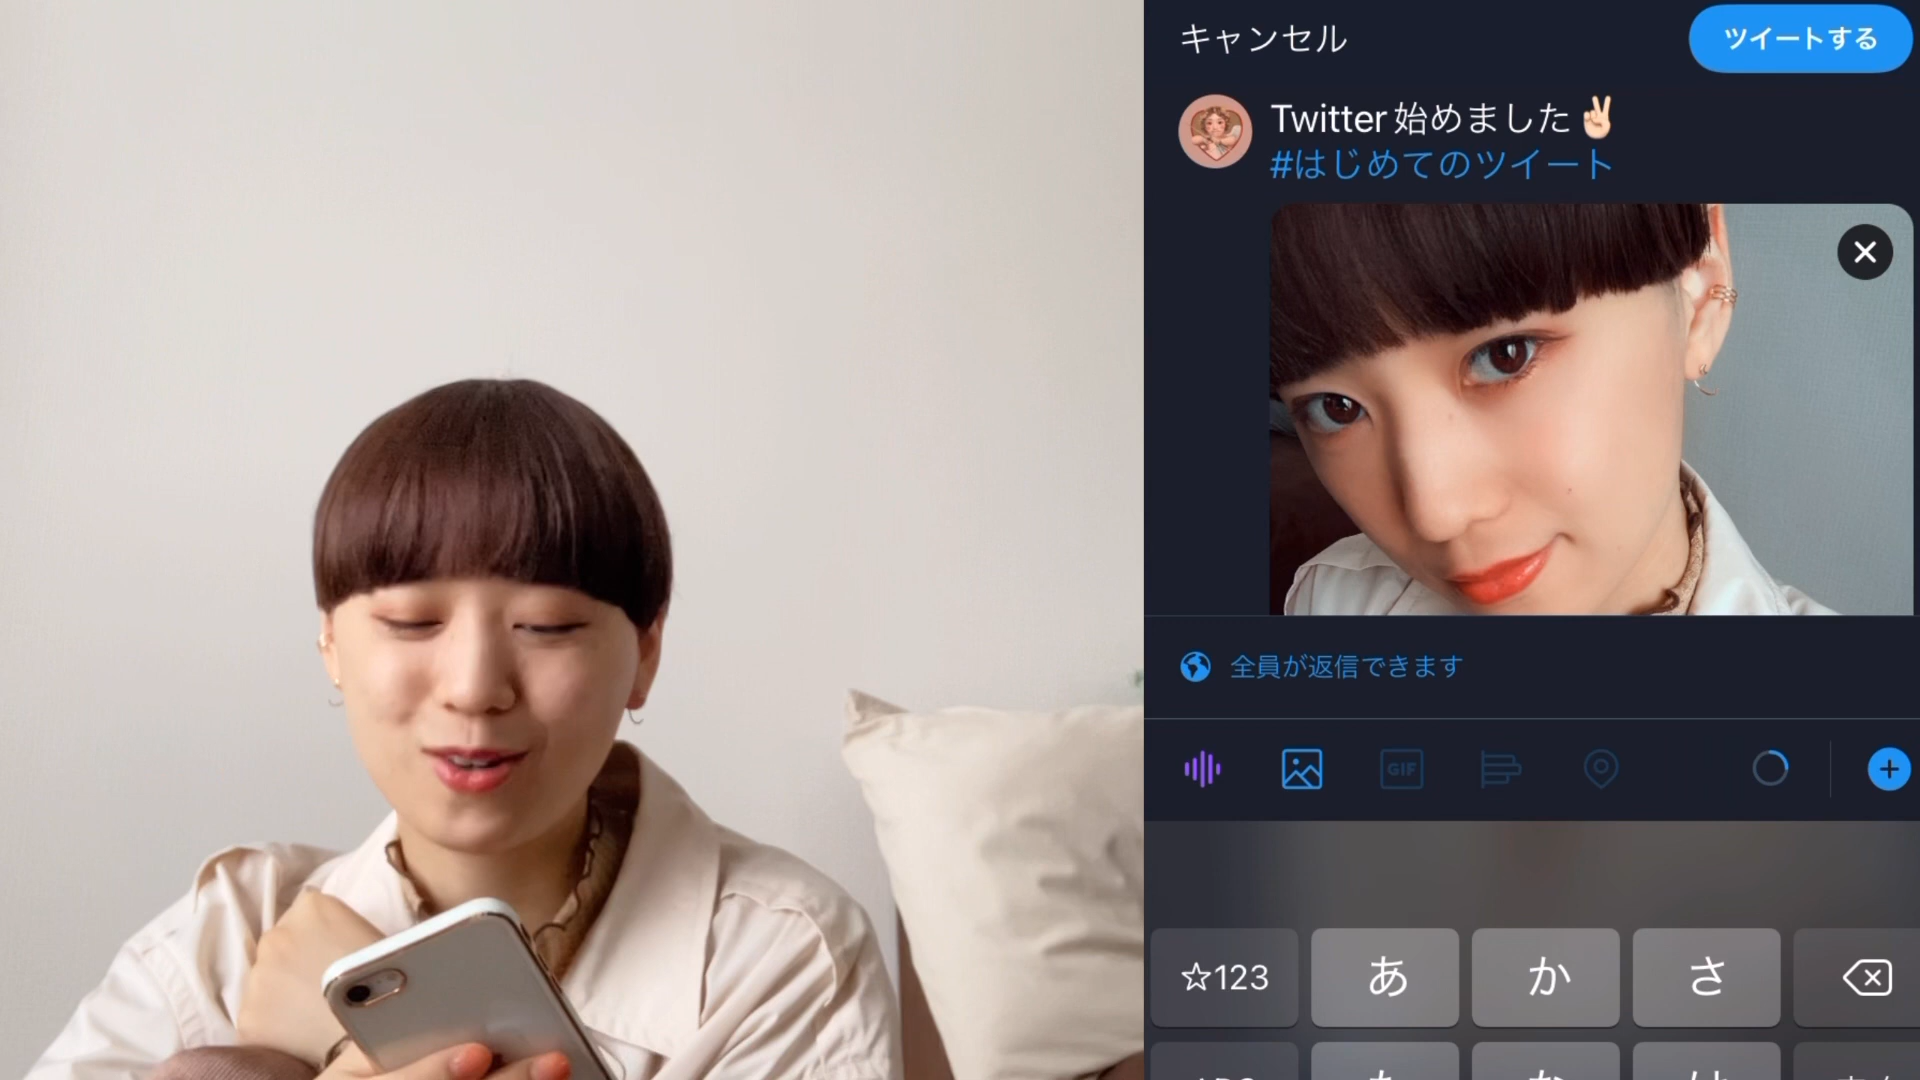 キャンセル
ツイートする
Twitter始めました✌🏻
#はじめてのツイート
全員が返信できます
GIF
☆123
あ
か
さ